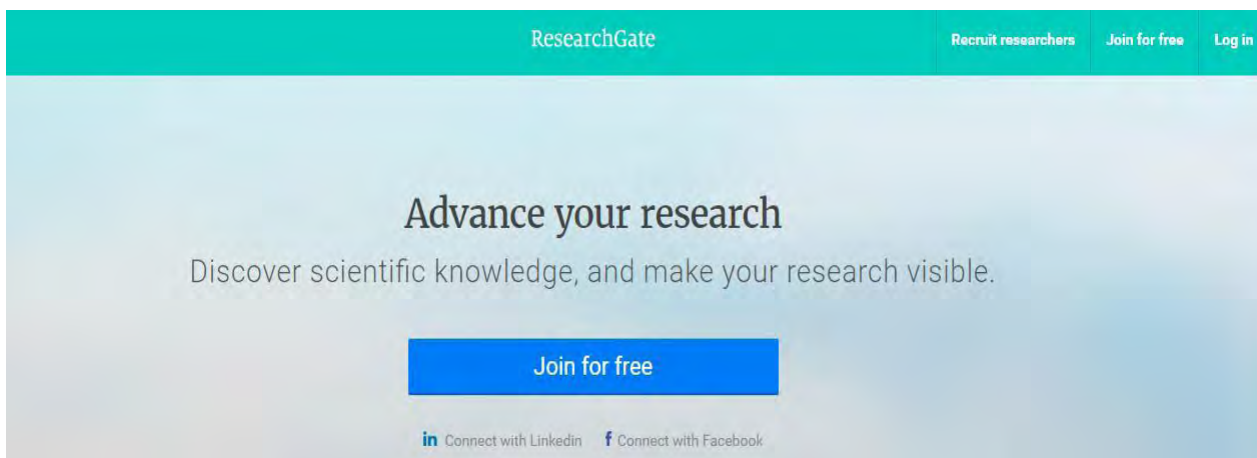 ResearchGate Recruit researchers Join for free Log in
Advance your research
Discover scientific knowledge, and make your research visible.
Join for free
in Connect with Linkedin f Connect with Facebook